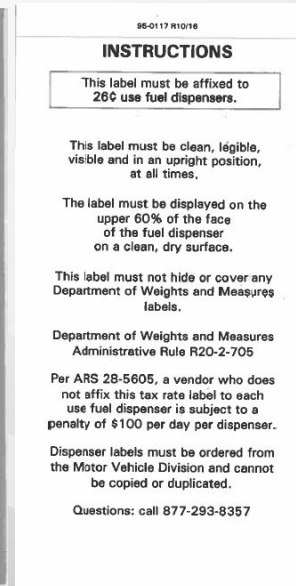 95-0117 R10/16
INSTRUCTIONS
This label must be affixed to
26¢ use fuel dispensers.
This label must be clean, legible,
visible and in an upright position,
at all times.
The label must be displayed on the
upper 60% of the face
of the fuel dispenser
on a clean, dry surface.
This label must not hide or cover any
Department of Weights and Measures
labels.
Department of Weights and Measures
Administrative Rule R20-2-705
Per ARS 28-5605, a vendor who does
not affix this tax rate label to each
use fuel dispenser is subject to a
penalty of $100 per day per dispenser.
Dispenser labels must be ordered from
the Motor Vehicle Division and cannot
be copied or duplicated.
Questions: call 877-293-8357